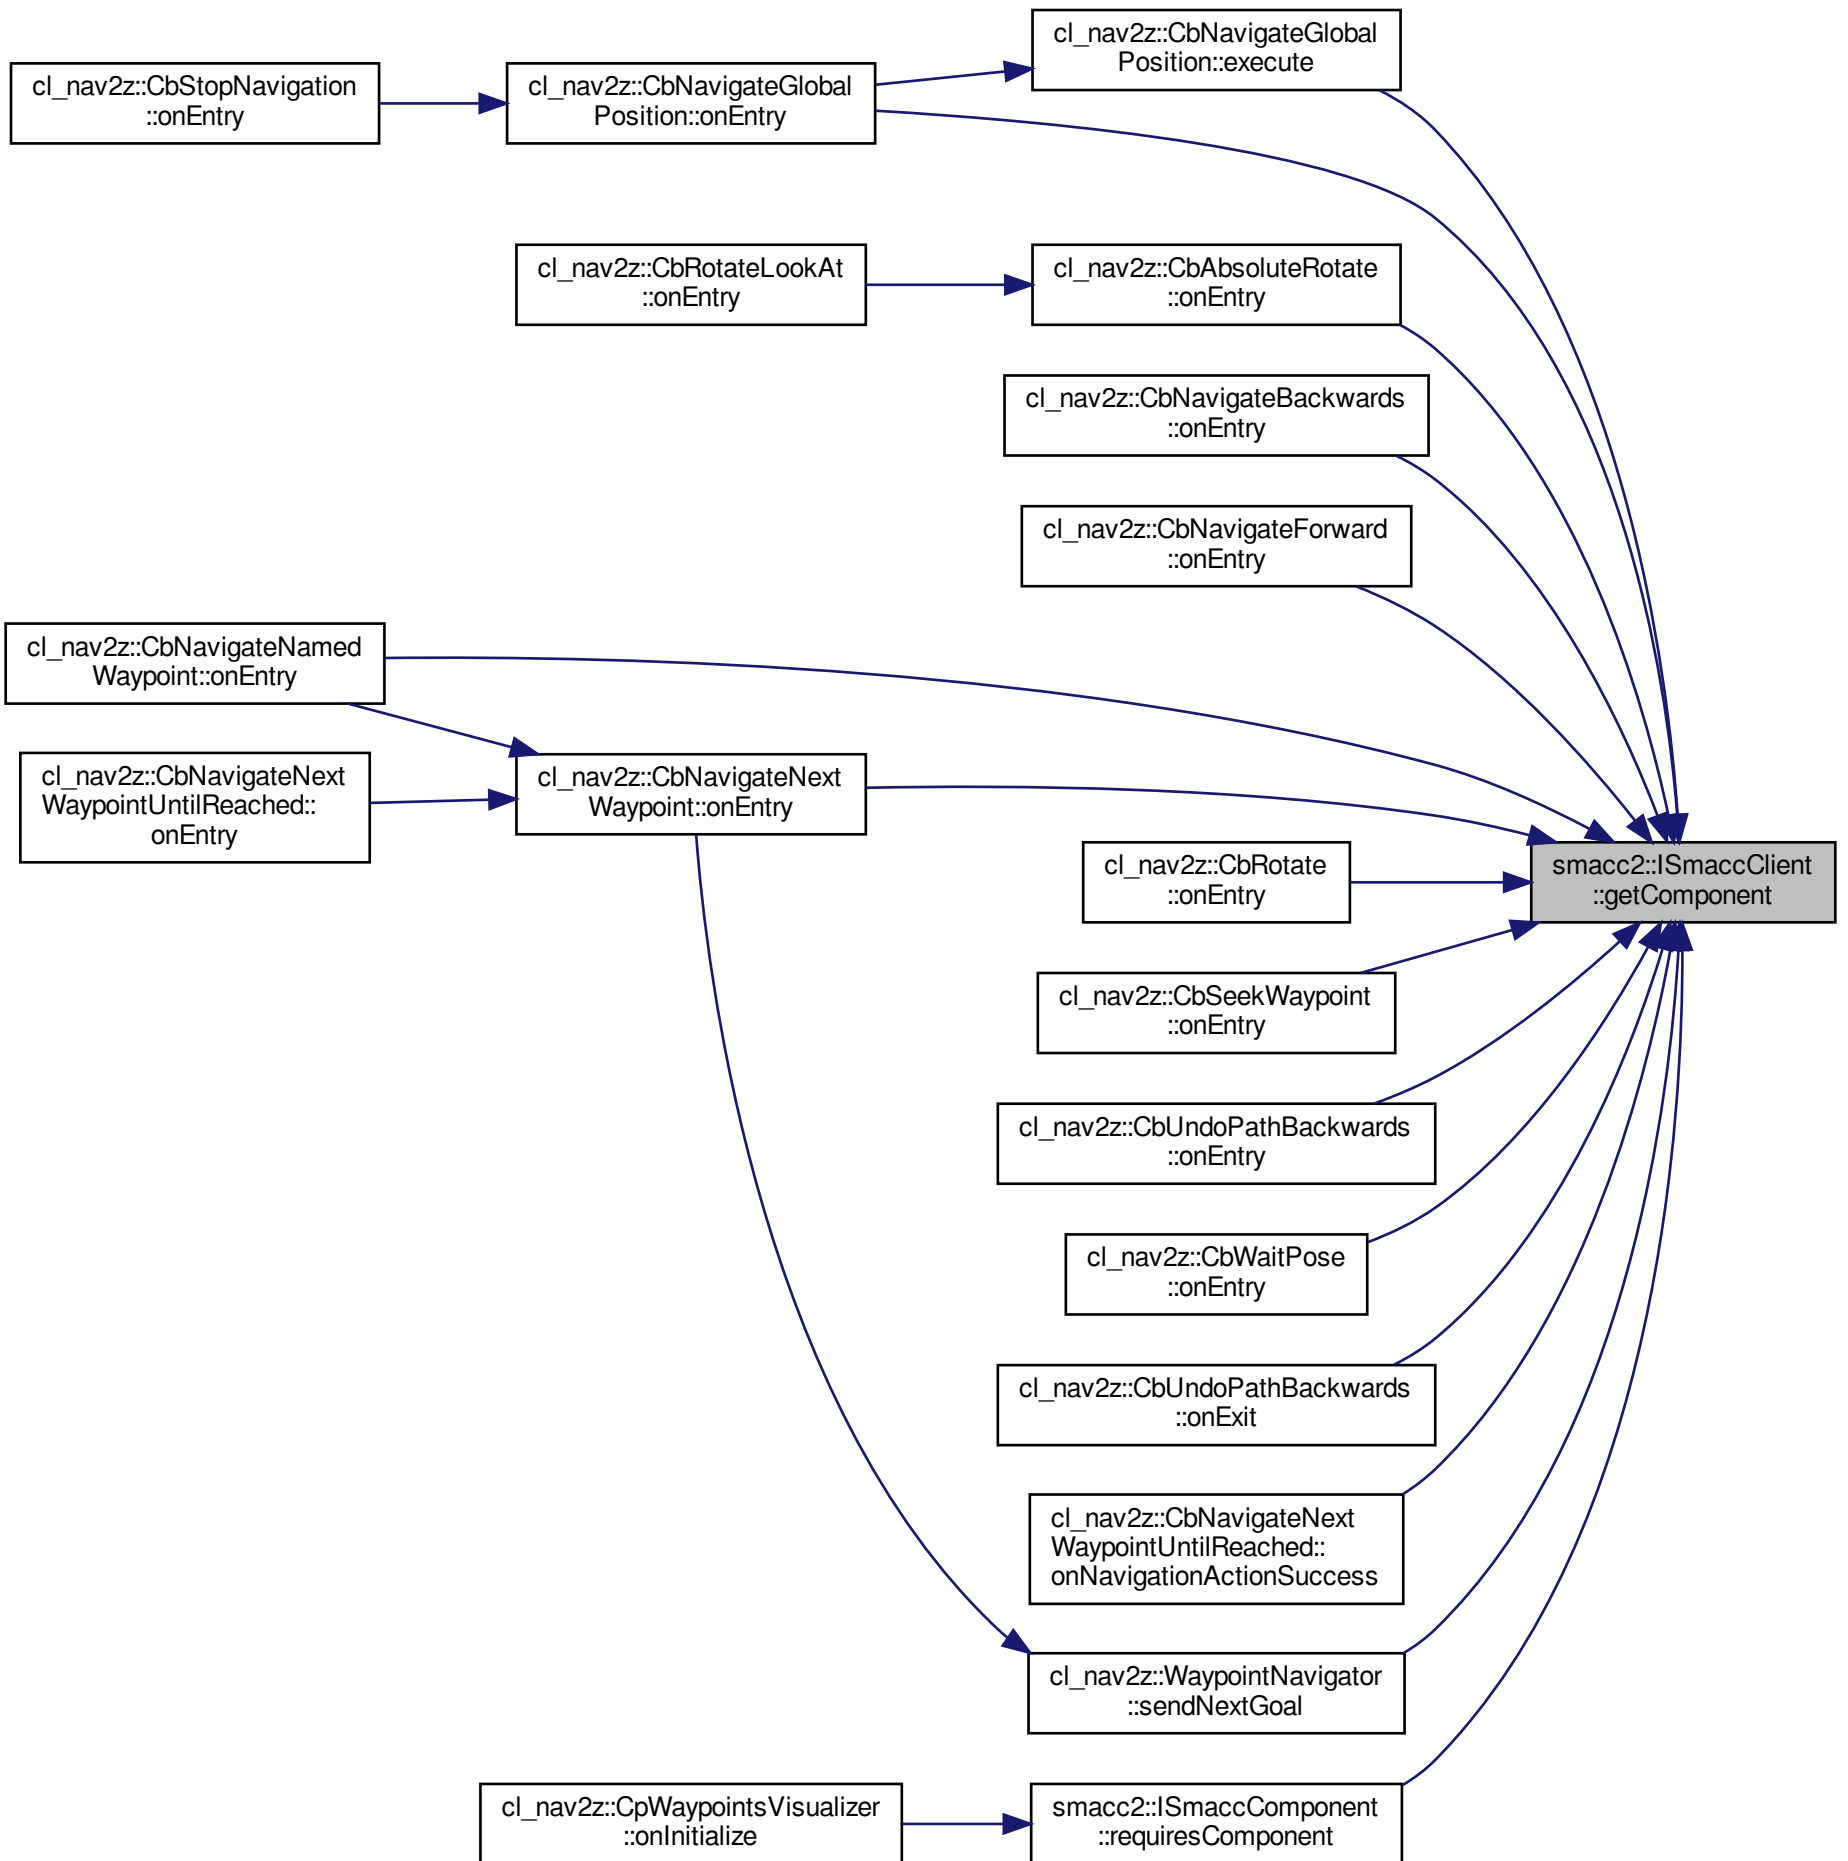 cl_nav2z::CbNavigateGlobal
Position::execute
cl_nav2z::CbStopNavigation
::onEntry
cl_nav2z::CbNavigateGlobal
Position::onEntry
cl_nav2z::CbRotateLookAt
::onEntry
cl_nav2z::CbAbsoluteRotate
::onEntry
cl_nav2z::CbNavigateBackwards
::onEntry
cl_nav2z::CbNavigateForward
::onEntry
cl_nav2z::CbNavigateNamed
Waypoint::onEntry
cl_nav2z::CbNavigateNext
WaypointUntilReached::
onEntry
cl_nav2z::CbNavigateNext
Waypoint::onEntry
cl_nav2z::CbRotate
::onEntry
smacc2::ISmaccClient
::getComponent
cl_nav2z::CbSeekWaypoint
::onEntry
cl_nav2z::CbUndoPathBackwards
::onEntry
cl_nav2z::CbWaitPose
::onEntry
cl_nav2z::CbUndoPathBackwards
::onExit
cl_nav2z::CbNavigateNext
WaypointUntilReached::
onNavigationActionSuccess
cl_nav2z::WaypointNavigator
::sendNextGoal
cl_nav2z::CpWaypointsVisualizer
::onInitialize
smacc2::ISmaccComponent
::requiresComponent